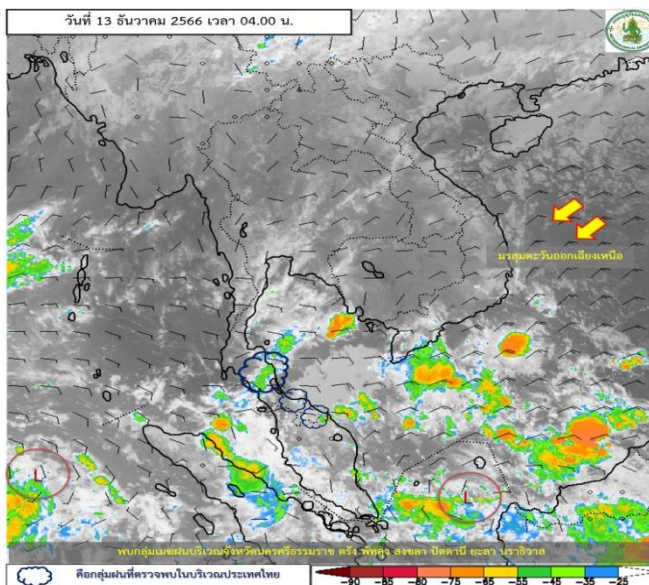 วันที่ 13 ธันวาคม 2566 เวลา 04.00 น.
มรสุมตะวันออกเฉียงเหนือ
L
L
พบกลุ่มเมฆฝนบริเวณจังหวัดนครศรีธรรมราช ตรัง พัทลุง สงขลา ปัตตานี ยะลา นราธิวาส
คือกลุ่มฝนที่ตรวจพบในบริเวณประเทศไทย
-90 -85 -80 -75 -65 -55 -45 -35 -25